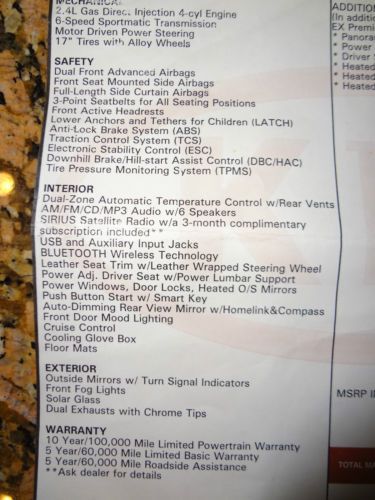 MECHANICAL
2.4L Gas Direct Injection 4-cyl Engine
6-Speed Sportmatic Transmission
Motor Driven Power Steering
17" Tires with Alloy Wheels
SAFETY
Dual Front Advanced Airbags
Front Seat Mounted Side Airbags
Full-Length Side Curtain Airbags
3-Point Seatbelts for All Seating Positions
Front Active Headrests
Lower Anchors and Tethers for Children (LATCH)
Anti-Lock Brake System (ABS)
Traction Control System (TCS)
Electronic Stability Control (ESC)
Downhill Brake/Hill-start Assist Control (DBC/HAC)
Tire Pressure Monitoring System (TPMS)
INTERIOR
Dual-Zone Automatic Temperature Control w/Rear Vents
AM/FM/CD/MP3 Audio w/6 Speakers
SIRIUS Satellite Radio w/a 3-month complimentary
subscription included**
USB and Auxiliary Input Jacks
BLUETOOTH Wireless Technology
Leather Seat Trim w/Leather Wrapped Steering Wheel
Power Adj. Driver Seat w/Power Lumbar Support
Power Windows, Door Locks, Heated O/S Mirrors
Push Button Start w/ Smart Key
Auto-Dimming Rear View Mirror w/Homelink&Compass
Front Door Mood Lighting
Cruise Control
Cooling Glove Box
Floor Mats
EXTERIOR
Outside Mirrors w/ Turn Signal Indicators
Front Fog Lights
Solar Glass
Dual Exhausts with Chrome Tips
WARRANTY
10 Year/100,000 Mile Limited Powertrain Warranty
5 Year/60,000 Mile Limited Basic Warranty
5 Year/60,000 Mile Roadside Assistance
**Ask dealer for details
(In additi
EX Premi
* Panora
* Power
* Driver
* Heated
* Heated
* Heated
MSRP
TOTAL